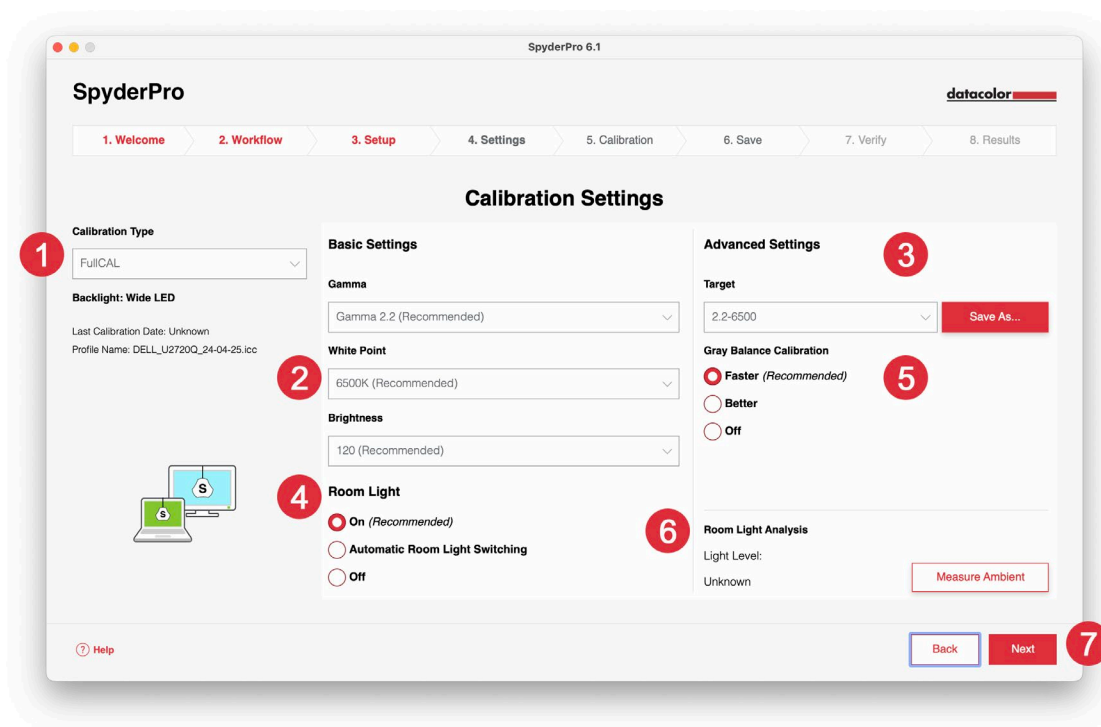 SpyderPro 6.1
SpyderPro
datacolor
1. Welcome
2. Workflow
3. Setup
4. Settings
5. Calibration
6. Save
7. Verify
8. Results
Calibration Settings
1
Calibration Type
FullCAL
Backlight: Wide LED
Last Calibration Date: Unknown
Profile Name: DELL_U2720Q_24-04-25.icc
S
S
Basic Settings
Gamma
Gamma 2.2 (Recommended)
2
White Point
6500K (Recommended)
Brightness
120 (Recommended)
4
Room Light
On (Recommended)
Automatic Room Light Switching
Off
Advanced Settings
3
Target
2.2-6500
Save As...
Gray Balance Calibration
5
Faster (Recommended)
Better
Off
6
Room Light Analysis
Light Level:
Unknown
Measure Ambient
? Help
Back
Next
7